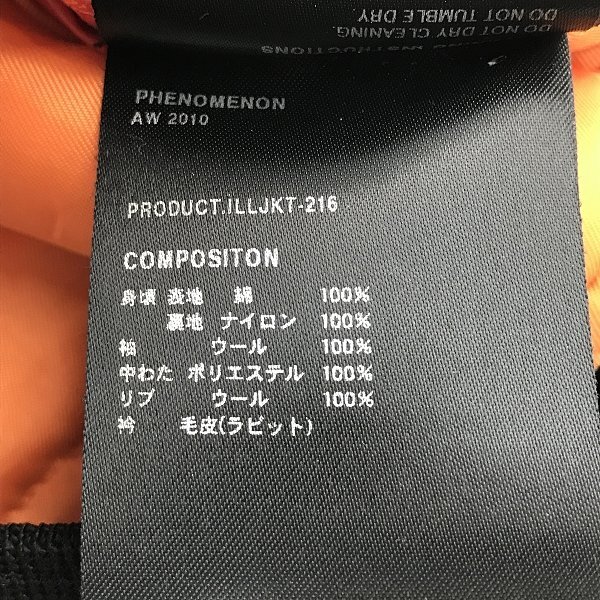 DO NOT TUMBLE DRY
DO NOT DRY CLEANING
INSTRUCTIONS
PHENOMENON
AW 2010
PRODUCT.ILLJKT-216
COMPOSITON
身頃 表地 綿 100%
裏地 ナイロン 100%
袖 ウール 100%
中わた ポリエステル 100%
リブ ウール 100%
衿 毛皮(ラビット)